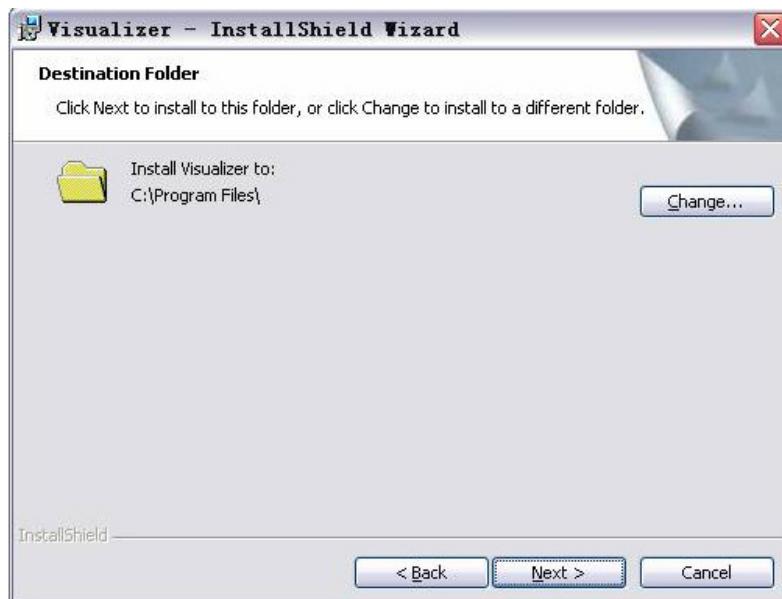 Visualizer - InstallShield Wizard
Destination Folder
Click Next to install to this folder, or click Change to install to a different folder.
Install Visualizer to:
C:\Program Files\
Change...
InstallShield
< Back
Next >
Cancel